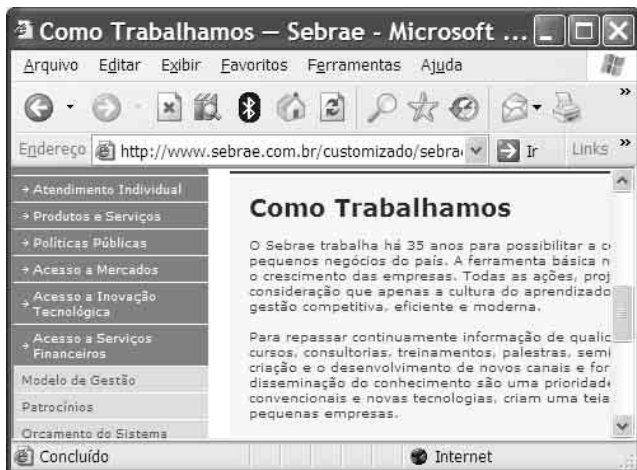 Como Trabalhamos — Sebrae - Microsoft ...
Arquivo Editar Exibir Favoritos Ferramentas Ajuda
Endereço http://www.sebrae.com.br/customizado/sebra Ir Links »
→ Atendimento Individual
→ Produtos e Serviços
→ Políticas Públicas
→ Acesso a Mercados
→ Acesso a Inovação
Tecnológica
→ Acesso a Serviços
Financeiros
Modelo de Gestão
Patrocínios
Orçamento do Sistema
Como Trabalhamos
O Sebrae trabalha há 35 anos para possibilitar a
pequenos negócios do país. A ferramenta básica
o crescimento das empresas. Todas as ações,
consideração que apenas a cultura do aprendizado
gestão competitiva, eficiente e moderna.
Para repassar continuamente informação de
cursos, consultorias, treinamentos, palestras,
criação e o desenvolvimento de novos canais e
disseminação do conhecimento são uma
convencionais e novas tecnologias, criam uma teia
pequenas empresas.
Concluído Internet